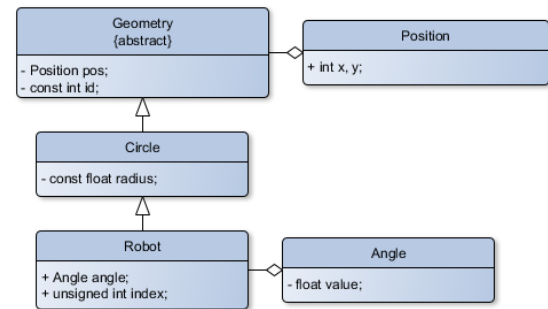 Geometry
{abstract}
- Position pos;
- const int id;
Position
+ int x, y;
Circle
- const float radius;
Robot
+ Angle angle;
+ unsigned int index;
Angle
- float value;